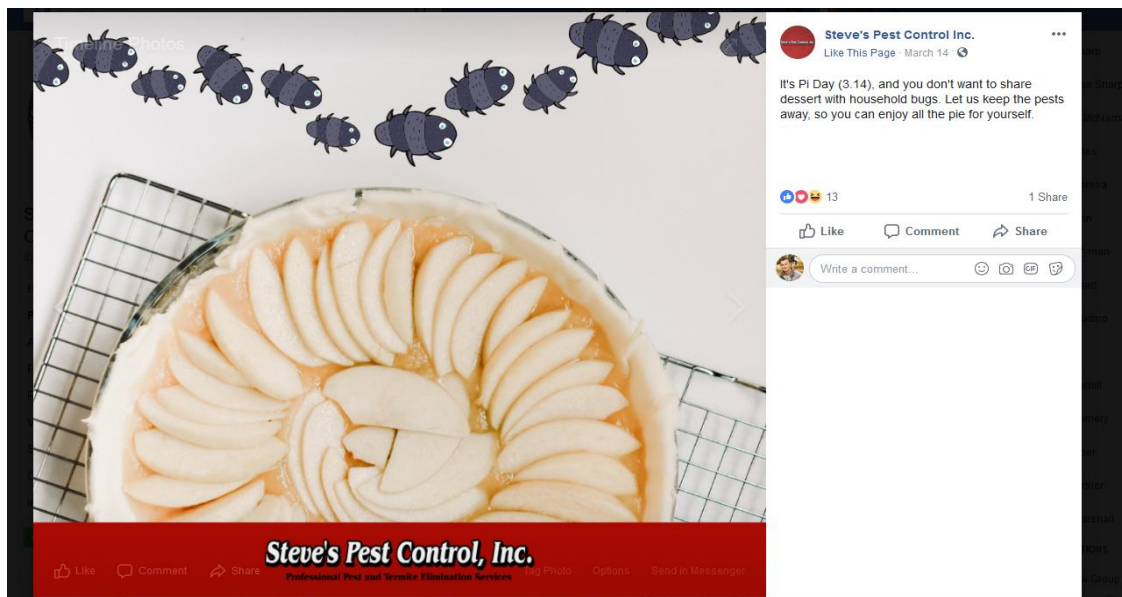 Timeline Photos
Steve's Pest Control Inc.
Like This Page · March 14 ·
It's Pi Day (3.14), and you don't want to share
dessert with household bugs. Let us keep the pests
away, so you can enjoy all the pie for yourself.
13
1 Share
Like Comment Share
Write a comment...
GIF
Steve's Pest Control, Inc.
Professional Pest and Termite Elimination Services
Like Comment Share Tag Photo Options Send in Messenger